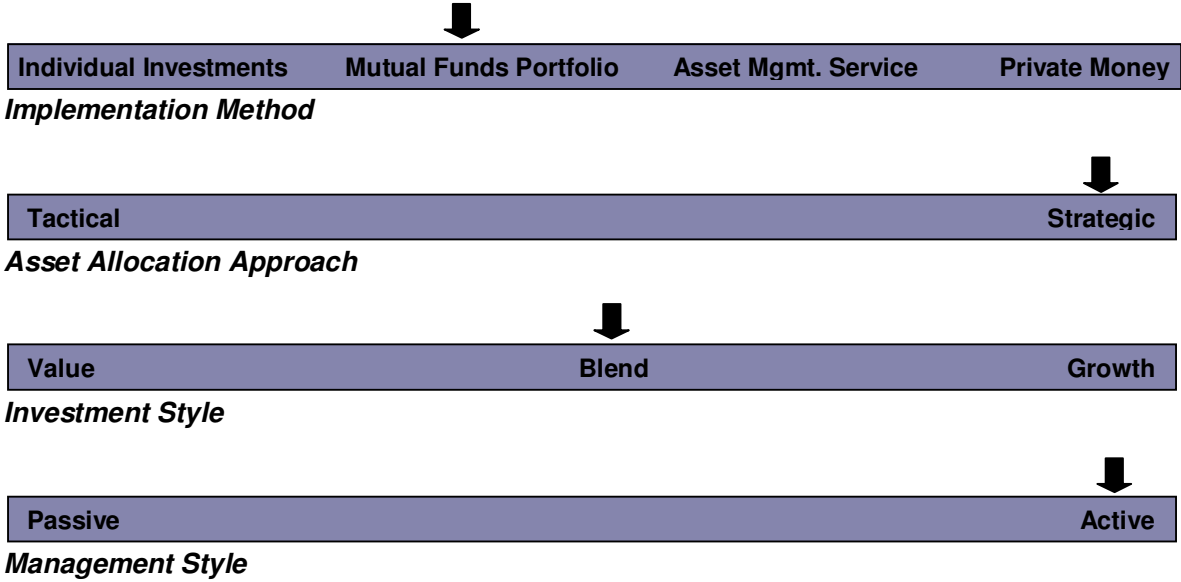 Individual Investments Mutual Funds Portfolio Asset Mgmt. Service Private Money
Implementation Method
Tactical Strategic
Asset Allocation Approach
Value Blend Growth
Investment Style
Passive Active
Management Style